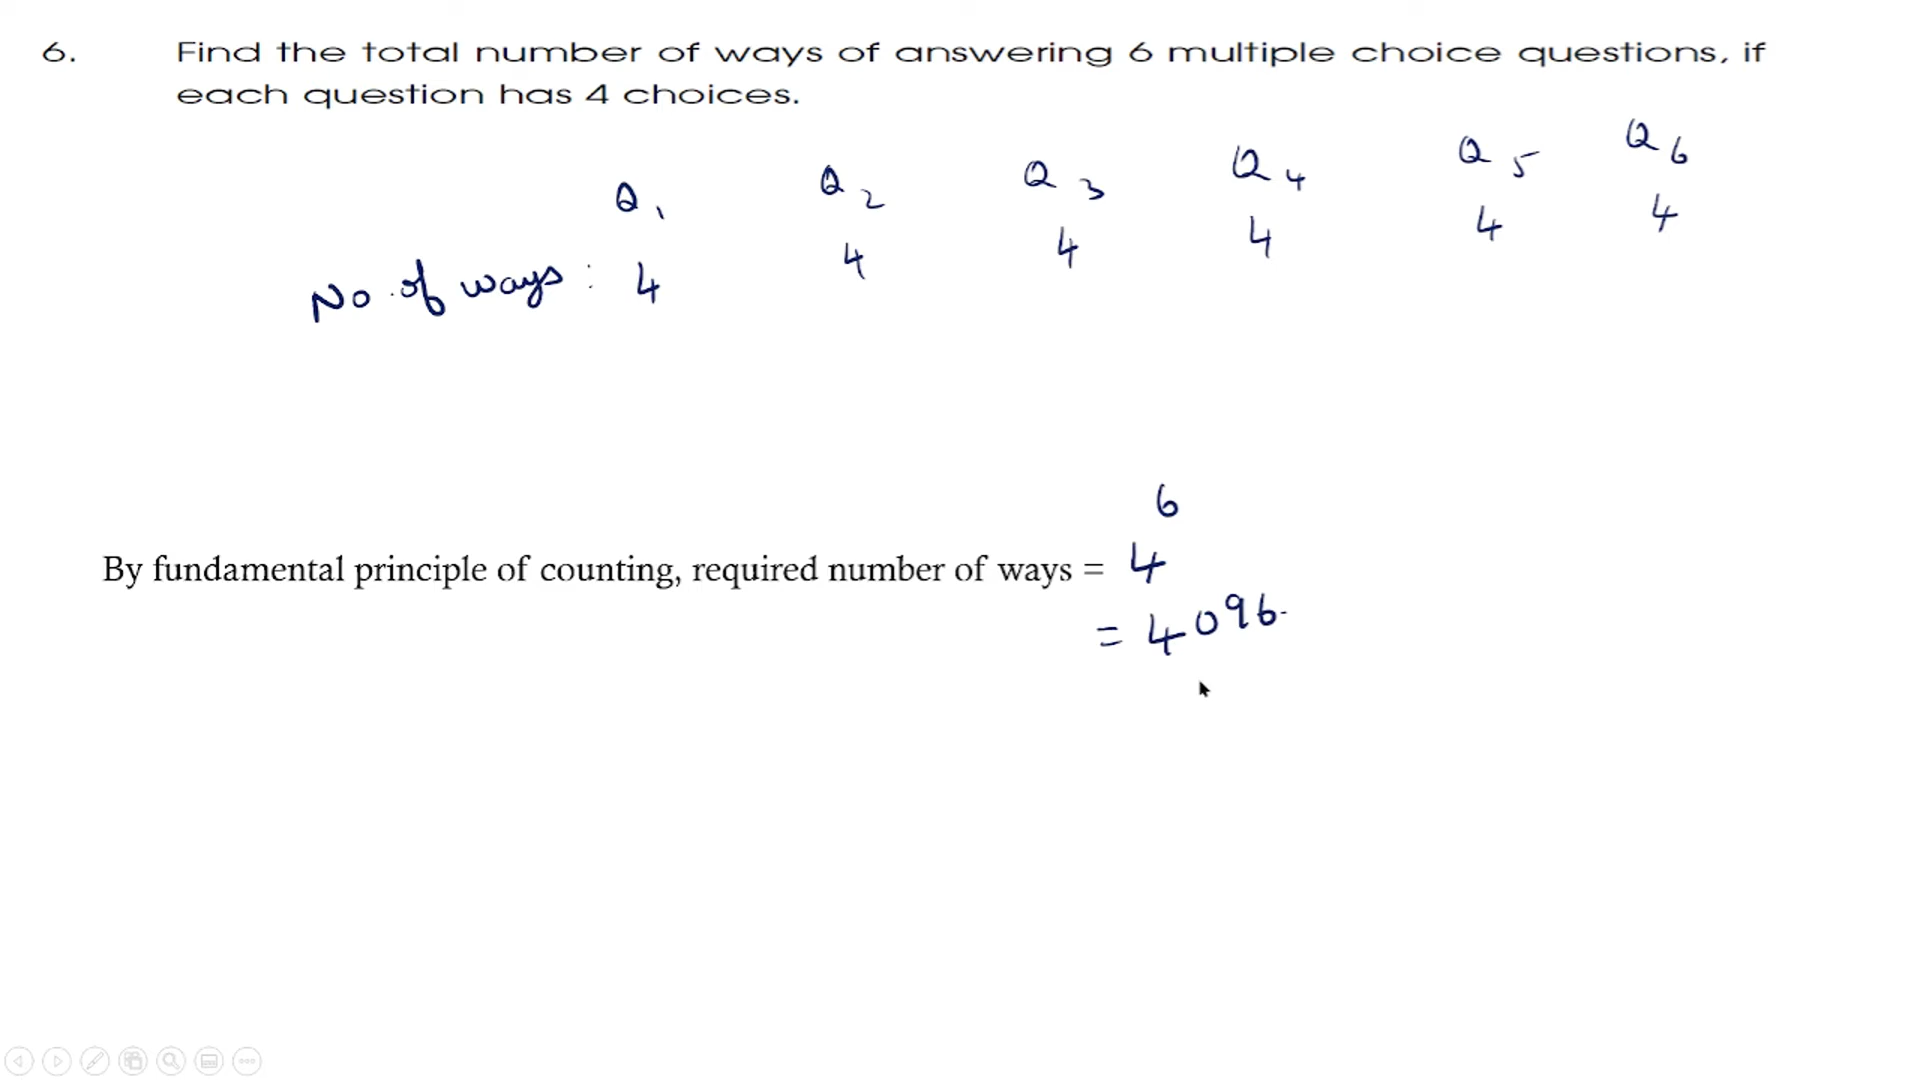 6. Find the total number of ways of answering 6 multiple choice questions, if
each question has 4 choices.
Q1 Q2 Q3 Q4 Q5 Q6
No. of ways : 4 4 4 4 4 4
By fundamental principle of counting, required number of ways = 4^6
= 4096.